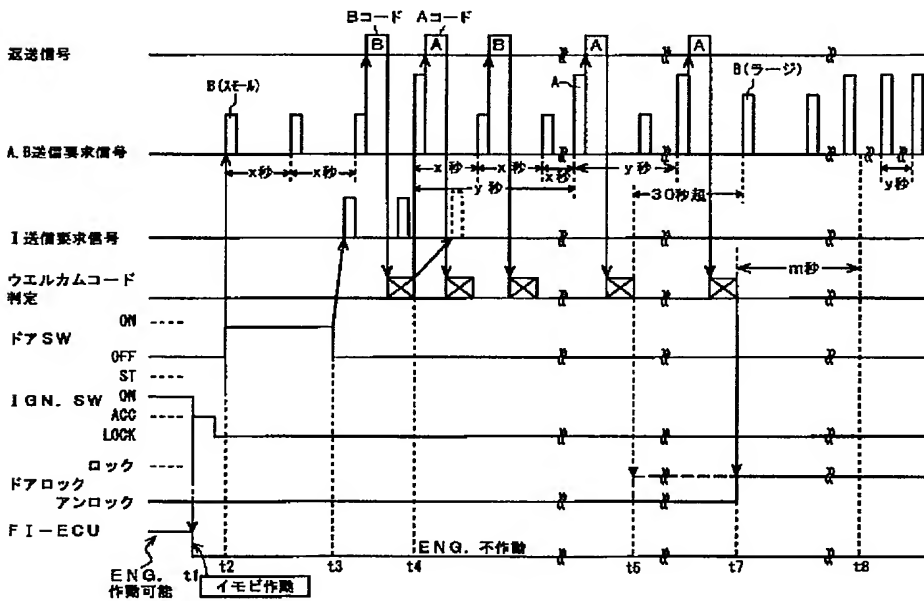 Bコード Aコード
返送信号
B A B A A
B(スモール)
A
B(ラージ)
A,B送信要求信号
x秒 x秒 x秒 x秒 x秒 y秒
y秒
30秒超
y秒
I送信要求信号
ウエルカムコード
判定
m秒
ドアSW
ON
OFF
IGN. SW
ST
ON
ACC
LOCK
ドアロック
ロック
アンロック
FI-ECU
ENG. 不作動
ENG.
作動可能
t1
イモビ作動
t2 t3 t4 t6 t7 t8